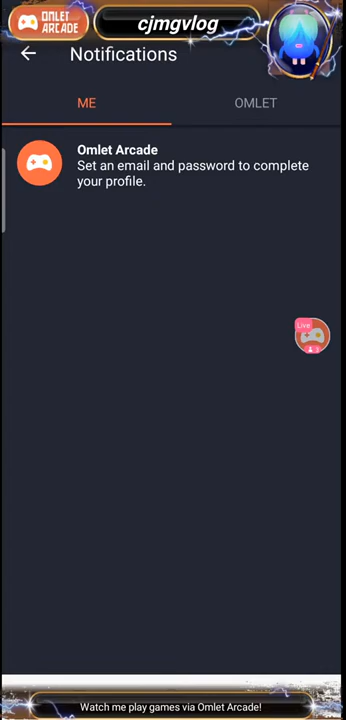 OMLET
ARCADE
cjmgvlog
Notifications
ME
OMLET
Omlet Arcade
Set an email and password to complete
your profile.
Live
Watch me play games via Omlet Arcade!